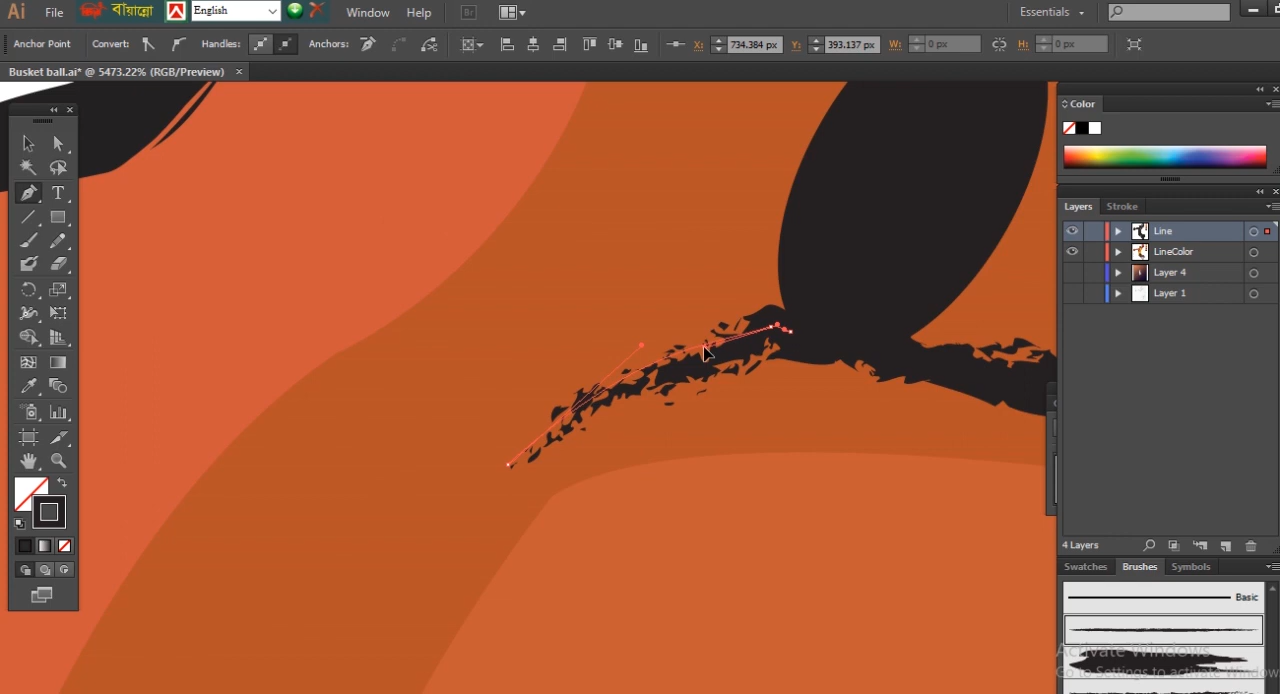 Ai File বায়ান্নো English Window Help Br Essentials
Anchor Point Convert: Handles: Anchors: X: 734.384 px Y: 393.137 px W: 0 px H: 0 px
Busket ball.ai* @ 5473.22% (RGB/Preview) ×
Color
T
Layers Stroke
Line
LineColor
Layer 4
Layer 1
4 Layers
Swatches Brushes Symbols
Basic
Activate Windows
Go to Settings to activate Window